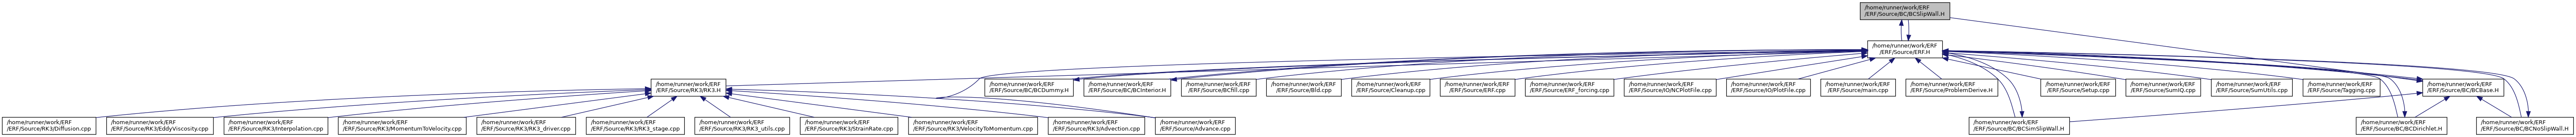 /home/runner/work/ERF
/ERF/Source/BC/BCSlipWall.H
/home/runner/work/ERF
/ERF/Source/ERF.H
/home/runner/work/ERF
/ERF/Source/RK3/RK3.H
/home/runner/work/ERF
/ERF/Source/BC/BCDummy.H
/home/runner/work/ERF
/ERF/Source/BC/BCInterior.H
/home/runner/work/ERF
/ERF/Source/BCfill.cpp
/home/runner/work/ERF
/ERF/Source/Bld.cpp
/home/runner/work/ERF
/ERF/Source/Cleanup.cpp
/home/runner/work/ERF
/ERF/Source/ERF.cpp
/home/runner/work/ERF
/ERF/Source/ERF_forcing.cpp
/home/runner/work/ERF
/ERF/Source/IO/NCPlotFile.cpp
/home/runner/work/ERF
/ERF/Source/IO/PlotFile.cpp
/home/runner/work/ERF
/ERF/Source/main.cpp
/home/runner/work/ERF
/ERF/Source/ProblemDerive.H
/home/runner/work/ERF
/ERF/Source/Setup.cpp
/home/runner/work/ERF
/ERF/Source/SumIQ.cpp
/home/runner/work/ERF
/ERF/Source/SumUtils.cpp
/home/runner/work/ERF
/ERF/Source/Tagging.cpp
/home/runner/work/ERF
/ERF/Source/BC/BCBase.H
/home/runner/work/ERF
/ERF/Source/RK3/Diffusion.cpp
/home/runner/work/ERF
/ERF/Source/RK3/EddyViscosity.cpp
/home/runner/work/ERF
/ERF/Source/RK3/Interpolation.cpp
/home/runner/work/ERF
/ERF/Source/RK3/MomentumToVelocity.cpp
/home/runner/work/ERF
/ERF/Source/RK3/RK3_driver.cpp
/home/runner/work/ERF
/ERF/Source/RK3/RK3_stage.cpp
/home/runner/work/ERF
/ERF/Source/RK3/RK3_utils.cpp
/home/runner/work/ERF
/ERF/Source/RK3/StrainRate.cpp
/home/runner/work/ERF
/ERF/Source/RK3/VelocityToMomentum.cpp
/home/runner/work/ERF
/ERF/Source/RK3/Advection.cpp
/home/runner/work/ERF
/ERF/Source/Advance.cpp
/home/runner/work/ERF
/ERF/Source/BC/BCSimSlipWall.H
/home/runner/work/ERF
/ERF/Source/BC/BCDirichlet.H
/home/runner/work/ERF
/ERF/Source/BC/BCNoSlipWall.H